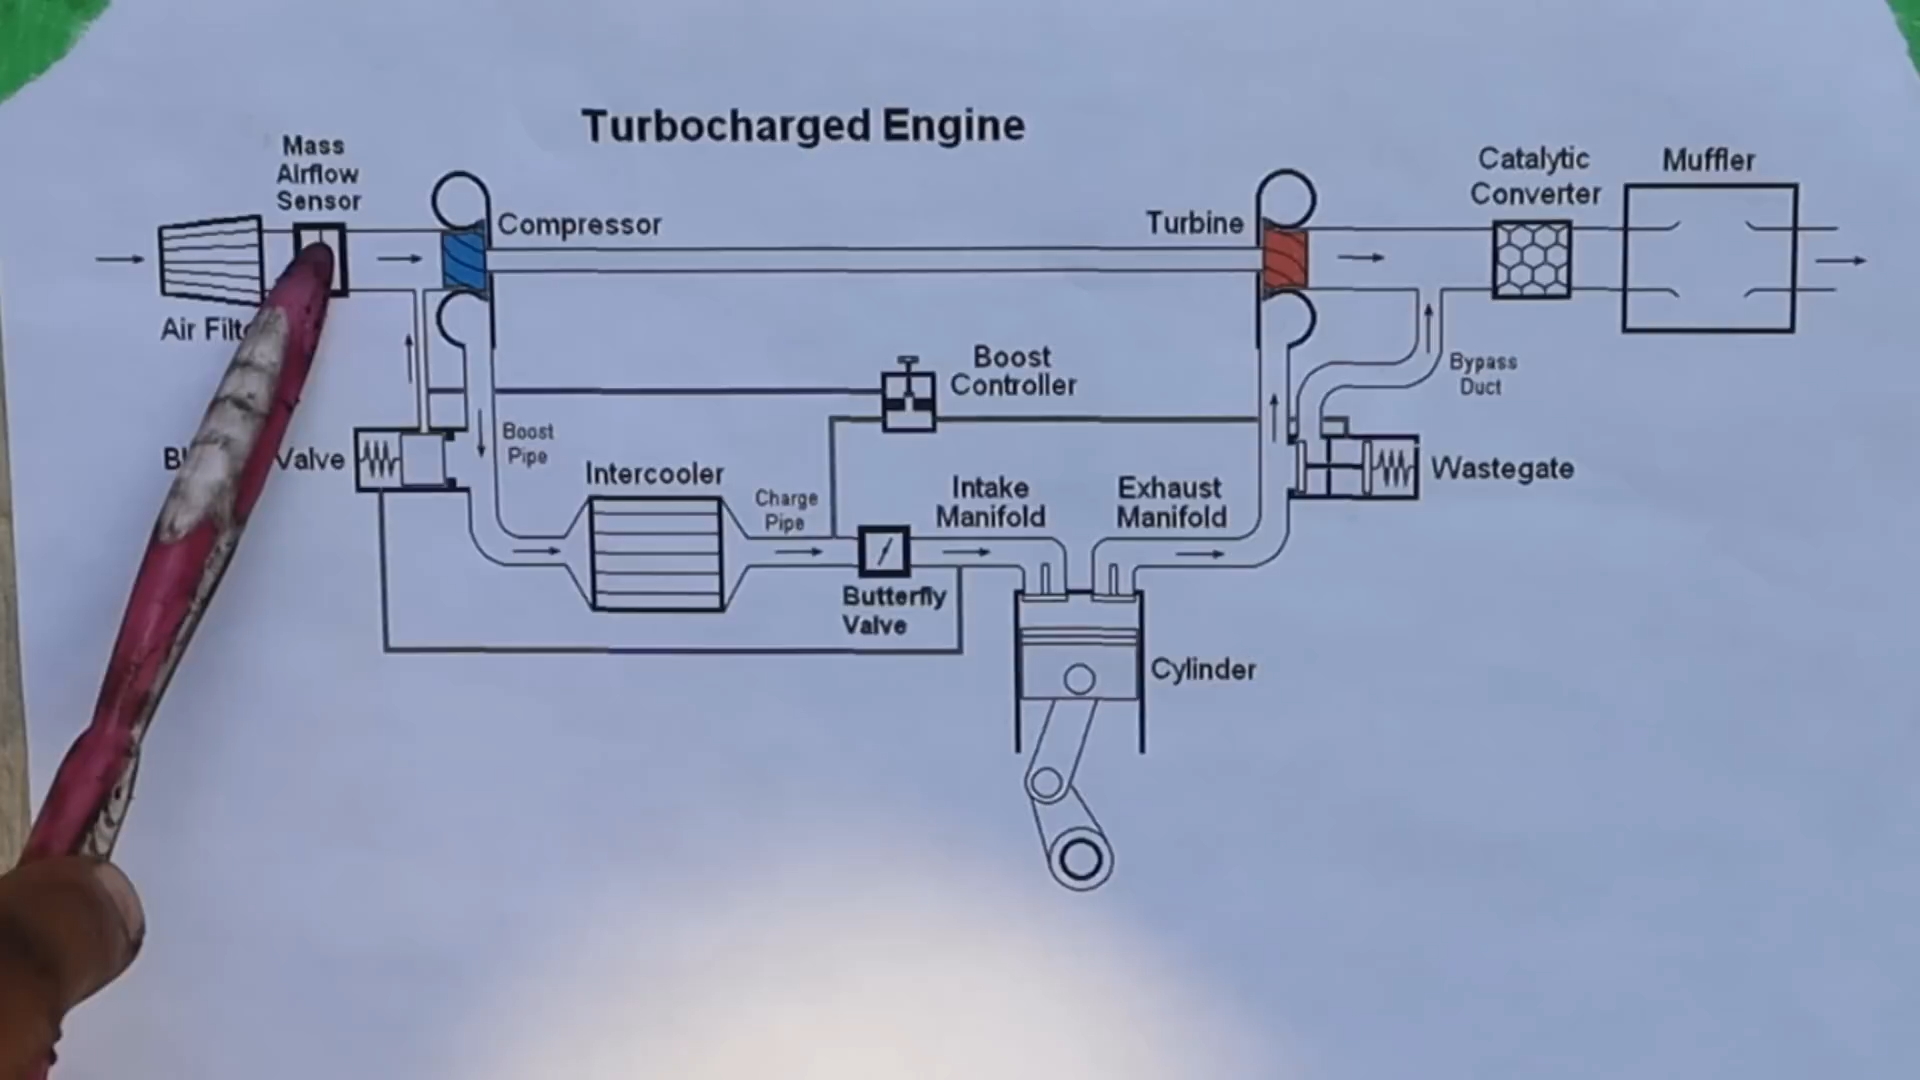 Turbocharged Engine
Mass
Airflow
Sensor
Compressor
Turbine
Catalytic
Converter
Muffler
Air
Boost
Controller
Bypass
Duct
Valve
Boost
Pipe
Intercooler
Charge
Pipe
Intake
Manifold
Exhaust
Manifold
Wastegate
Butterfly
Valve
Cylinder